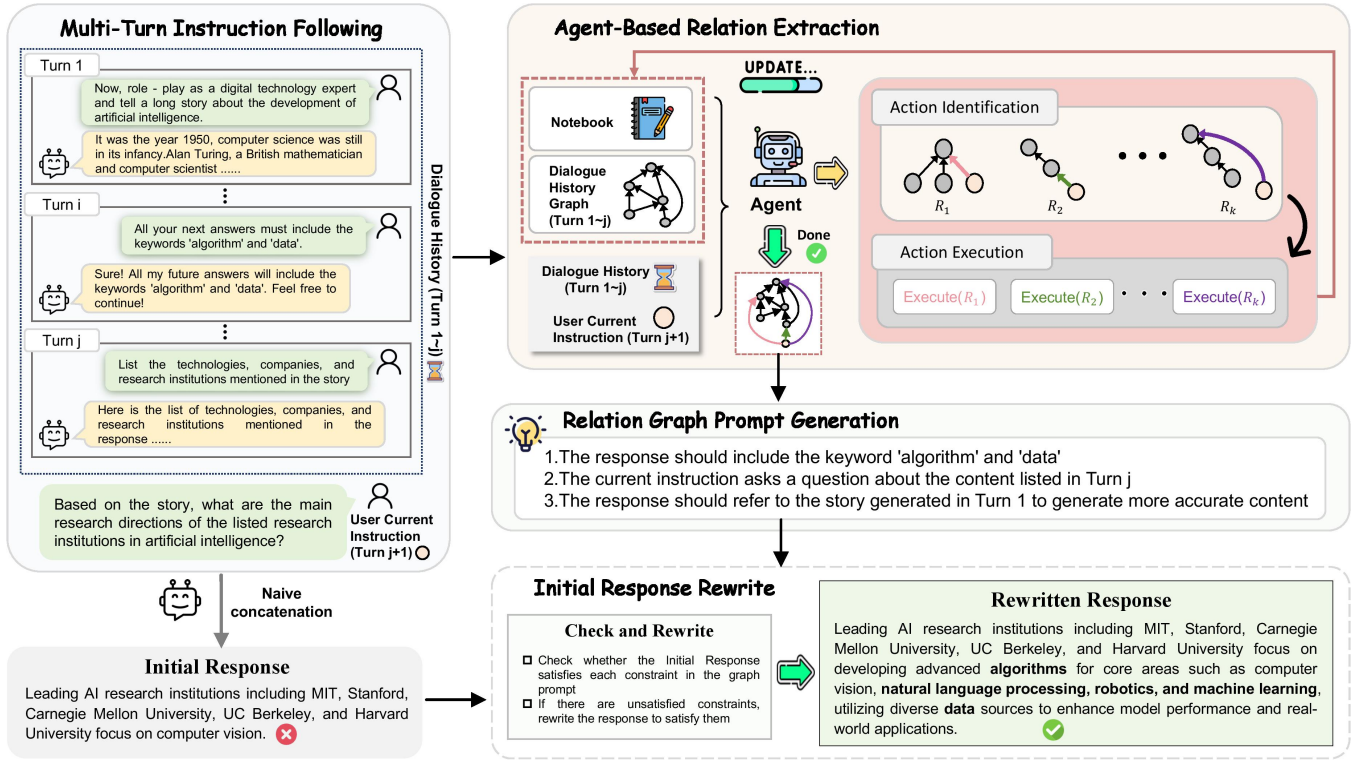 Multi-Turn Instruction Following
Turn 1
Now, role - play as a digital technology expert
and tell a long story about the development of
artificial intelligence.
It was the year 1950, computer science was still
in its infancy.Alan Turing, a British mathematician
and computer scientist ......
Turn i
All your next answers must include the
keywords 'algorithm' and 'data'.
Sure! All my future answers will include the
keywords 'algorithm' and 'data'. Feel free to
continue!
Turn j
List the technologies, companies, and
research institutions mentioned in the story
Here is the list of technologies, companies, and
research institutions mentioned in the
response ......
Dialogue History (Turn 1~j)
Based on the story, what are the main
research directions of the listed research
institutions in artificial intelligence?
User Current
Instruction
(Turn j+1)
Naive
concatenation
Initial Response
Leading AI research institutions including MIT, Stanford,
Carnegie Mellon University, UC Berkeley, and Harvard
University focus on computer vision.
Agent-Based Relation Extraction
Notebook
Dialogue
History
Graph
(Turn 1~j)
Dialogue History
(Turn 1~j)
User Current
Instruction (Turn j+1)
UPDATE...
Agent
Done
Action Identification
R1
R2
Rk
Action Execution
Execute(R1)
Execute(R2)
Execute(Rk)
Relation Graph Prompt Generation
1.The response should include the keyword 'algorithm' and 'data'
2.The current instruction asks a question about the content listed in Turn j
3.The response should refer to the story generated in Turn 1 to generate more accurate content
Initial Response Rewrite
Check and Rewrite
Check whether the Initial Response
satisfies each constraint in the graph
prompt
If there are unsatisfied constraints,
rewrite the response to satisfy them
Rewritten Response
Leading AI research institutions including MIT, Stanford, Carnegie
Mellon University, UC Berkeley, and Harvard University focus on
developing advanced algorithms for core areas such as computer
vision, natural language processing, robotics, and machine learning,
utilizing diverse data sources to enhance model performance and real-
world applications.